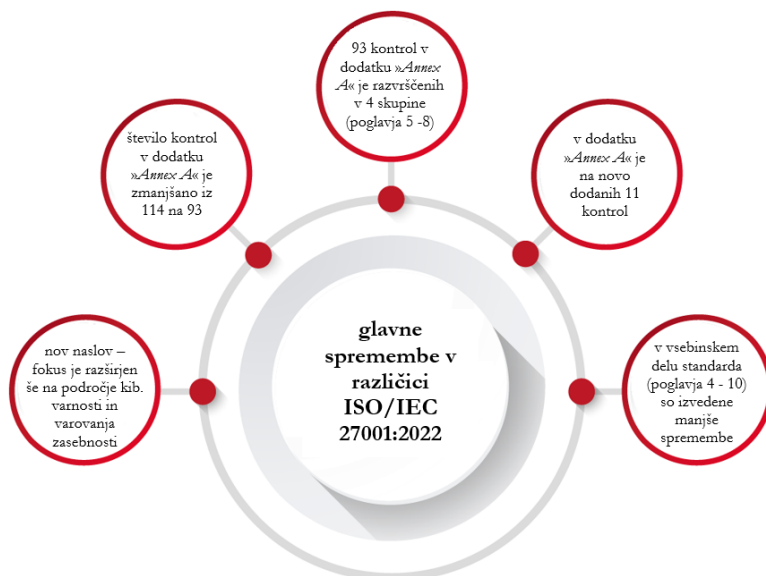 93 kontrol v
dodatku »Annex
A« je razvrščenih
v 4 skupine
(poglavja 5 -8)
število kontrol
v dodatku
»Annex A« je
zmanjšano iz
114 na 93
v dodatku
»Annex A« je
na novo
dodanih 11
kontrol
nov naslov –
fokus je razširjen
še na področje kib.
varnosti in
varovanja
zasebnosti
glavne
spremembe v
različici
ISO/IEC
27001:2022
v vsebinskem
delu standarda
(poglavja 4 - 10)
so izvedene
manjše
spremembe